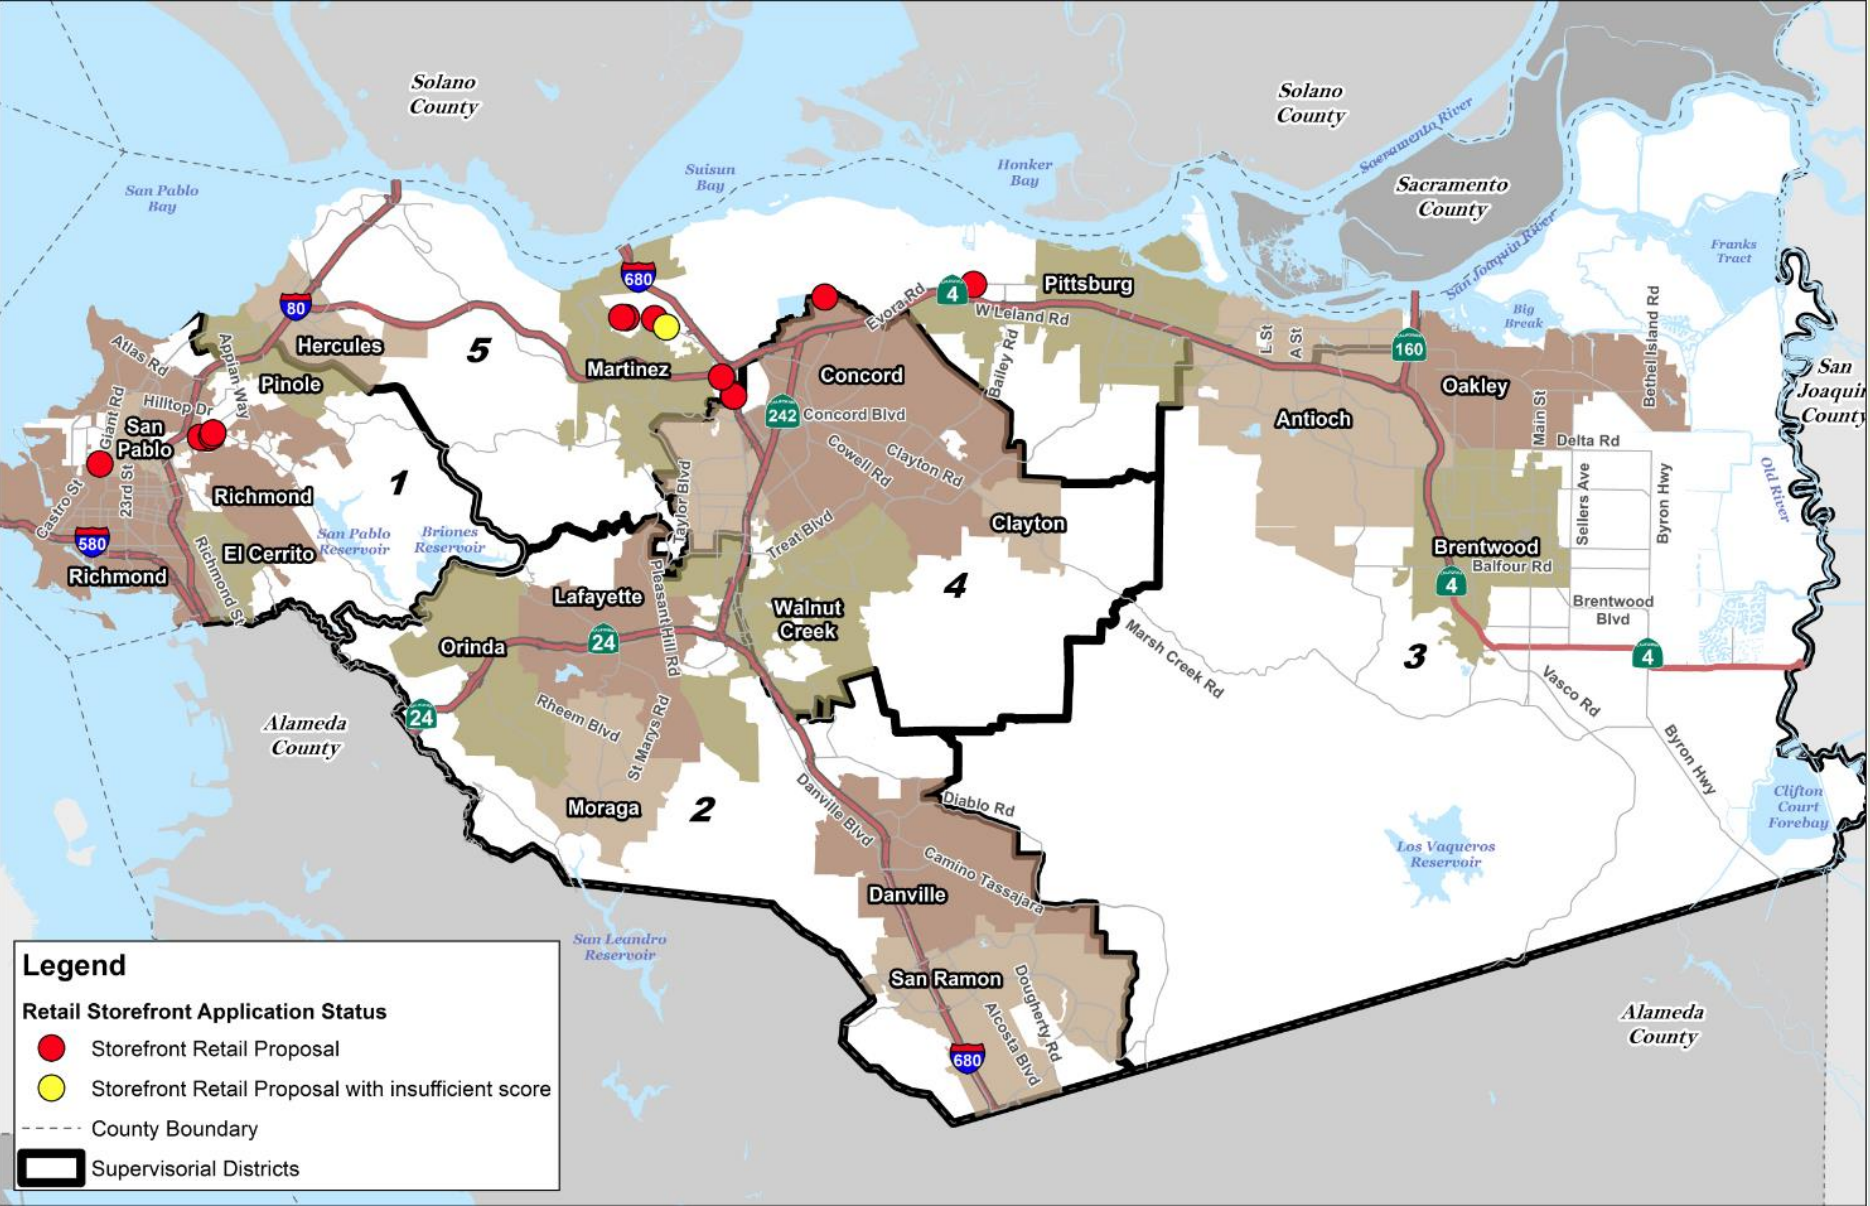 Solano
County
Solano
County
Sacramento River
Suisun
Bay
Honker
Bay
San Pablo
Bay
Sacramento
County
San Joaquin River
Franks
Tract
680
80
4
Evora Rd
Pittsburg
W Leland Rd
Big
Break
Bethel Island Rd
Atlas Rd
Appian Way
Hercules
5
Martinez
Concord
Bailey Rd
L St
A St
CALIFORNIA
160
Oakley
San
Joaquin
County
Pinole
Giant Rd
Hilltop Dr
San
Pablo
242
Concord Blvd
Cowell Rd
Clayton Rd
Antioch
Main St
Delta Rd
Castro St
23rd St
Richmond
1
Taylor Blvd
Clayton
Sellers Ave
Byron Hwy
Old River
580
Richmond
Richmond St
El Cerrito
San Pablo
Reservoir
Briones
Reservoir
Treat Blvd
Brentwood
Balfour Rd
4
Lafayette
Pleasant Hill Rd
4
Walnut
Creek
Brentwood
Blvd
Orinda
24
Marsh Creek Rd
3
4
Vasco Rd
24
Alameda
County
Rheem Blvd
St Marys Rd
Byron Hwy
Moraga
2
Danville Blvd
Diablo Rd
Clifton
Court
Forebay
Los Vaqueros
Reservoir
Camino Tassajara
Danville
San Leandro
Reservoir
San Ramon
Dougherty Rd
Alcosta Blvd
680
Alameda
County
Legend
Retail Storefront Application Status
Storefront Retail Proposal
Storefront Retail Proposal with insufficient score
County Boundary
Supervisorial Districts